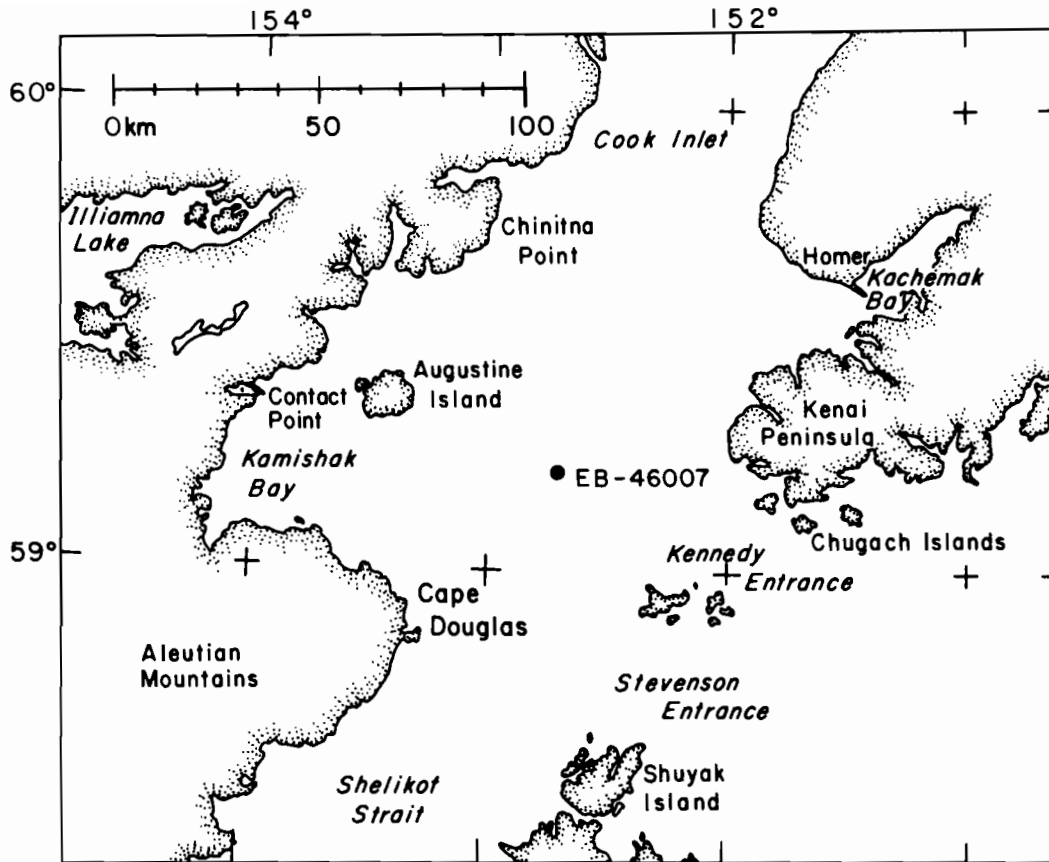 154° 152°
60°
0km 50 100
Cook Inlet
Illiamna
Lake
Chinitna
Point
Homer
Kachemak
Bay
Augustine
Island
Contact
Point
Kenai
Peninsula
Kamishak
Bay
EB-46007
59°
Chugach Islands
Kennedy
Entrance
Cape
Douglas
Aleutian
Mountains
Stevenson
Entrance
Shelikof
Strait
Shuyak
Island